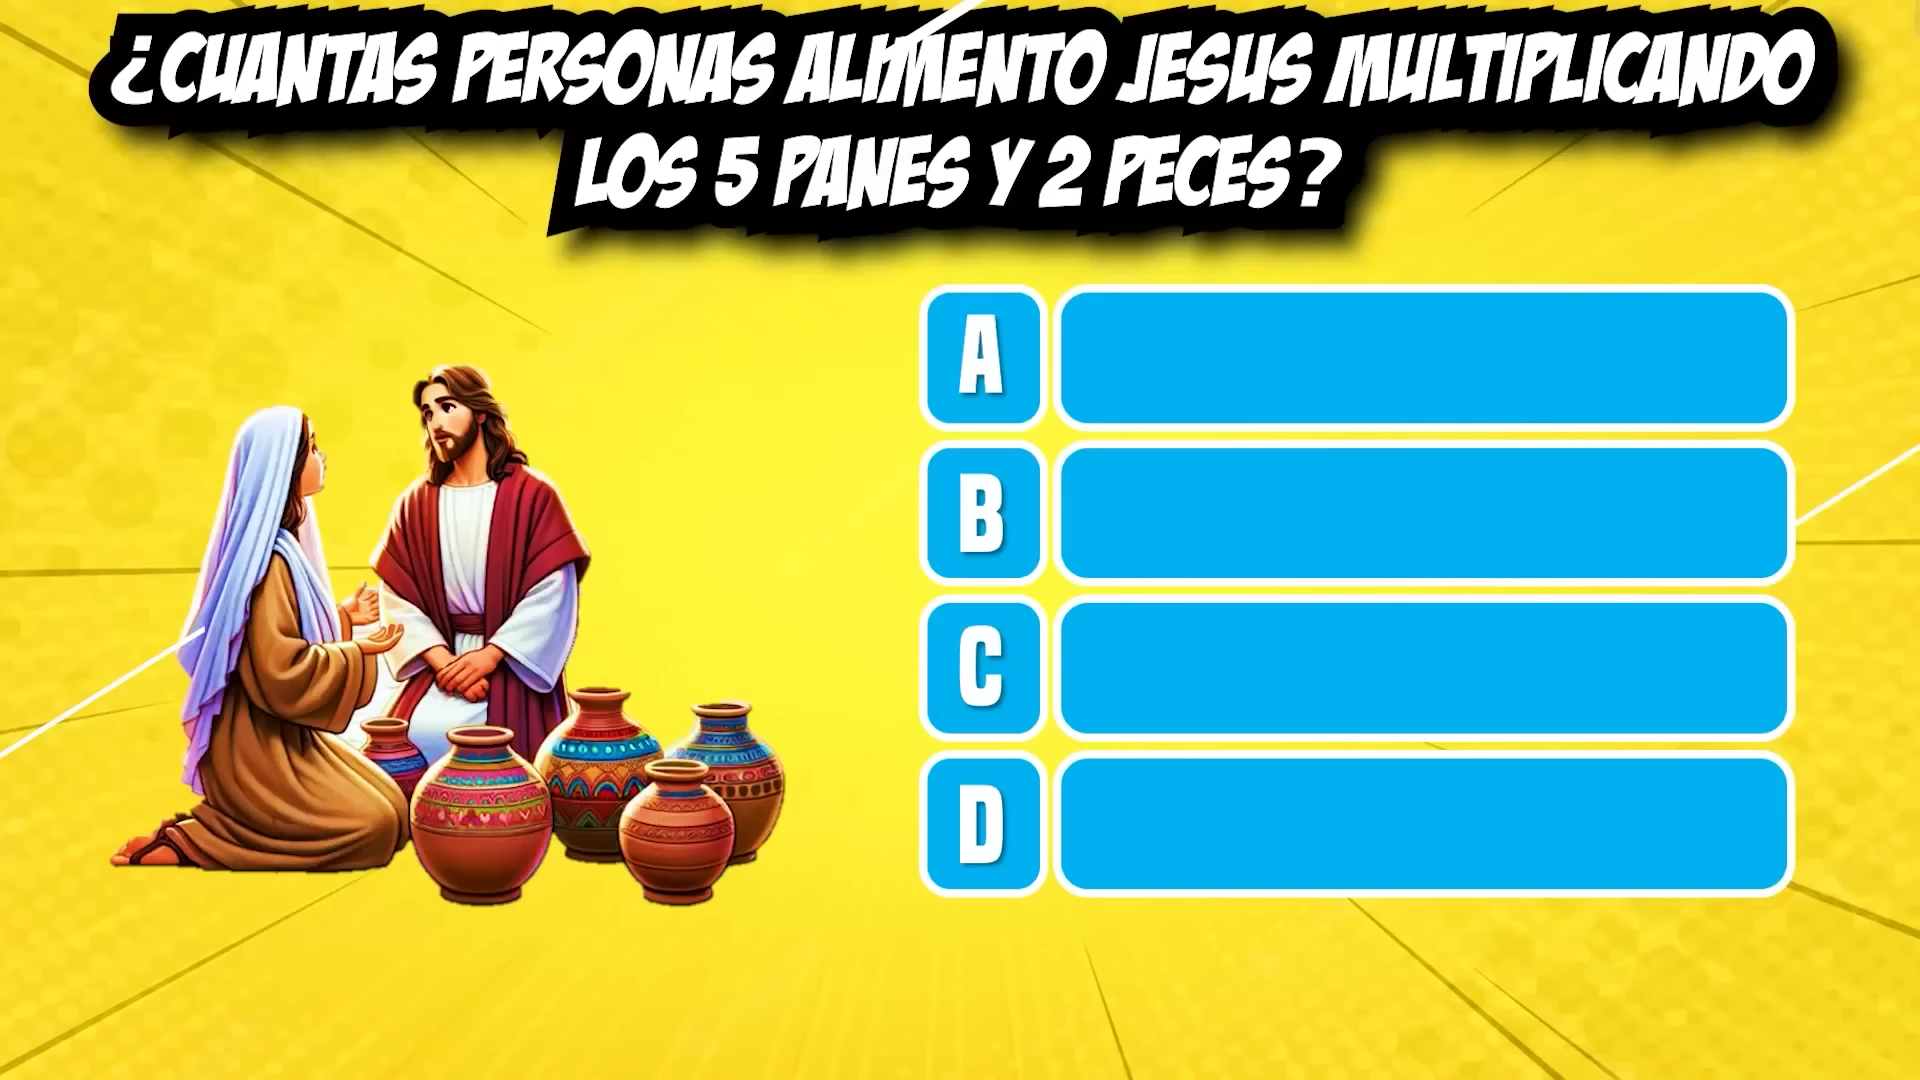 ¿CUANTAS PERSONAS ALIMENTO JESUS MULTIPLICANDO
LOS 5 PANES Y 2 PECES?
A
B
C
D